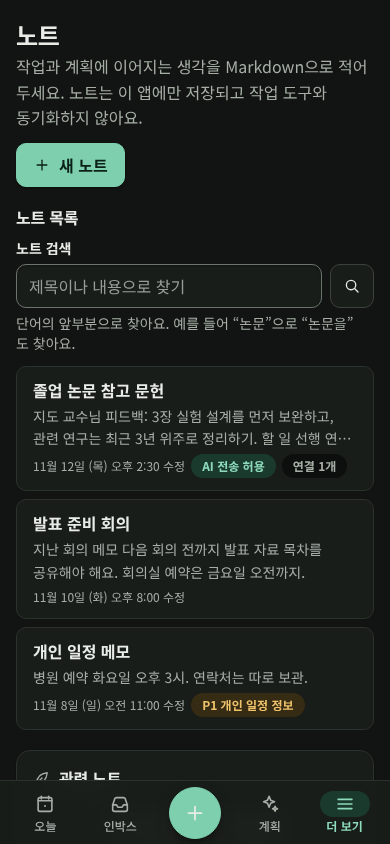 노트
작업과 계획에 이어지는 생각을 Markdown으로 적어
두세요. 노트는 이 앱에만 저장되고 작업 도구와
동기화하지 않아요.
+ 새 노트
노트 목록
노트 검색
제목이나 내용으로 찾기
단어의 앞부분으로 찾아요. 예를 들어 “논문”으로 “논문을”
도 찾아요.
졸업 논문 참고 문헌
지도 교수님 피드백: 3장 실험 설계를 먼저 보완하고,
관련 연구는 최근 3년 위주로 정리하기. 할 일 선행 연…
11월 12일 (목) 오후 2:30 수정 AI 전송 허용 연결 1개
발표 준비 회의
지난 회의 메모 다음 회의 전까지 발표 자료 목차를
공유해야 해요. 회의실 예약은 금요일 오전까지.
11월 10일 (화) 오후 8:00 수정
개인 일정 메모
병원 예약 화요일 오후 3시. 연락처는 따로 보관.
11월 8일 (일) 오전 11:00 수정 P1 개인 일정 정보
관련 노트
오늘 인박스 계획 더 보기